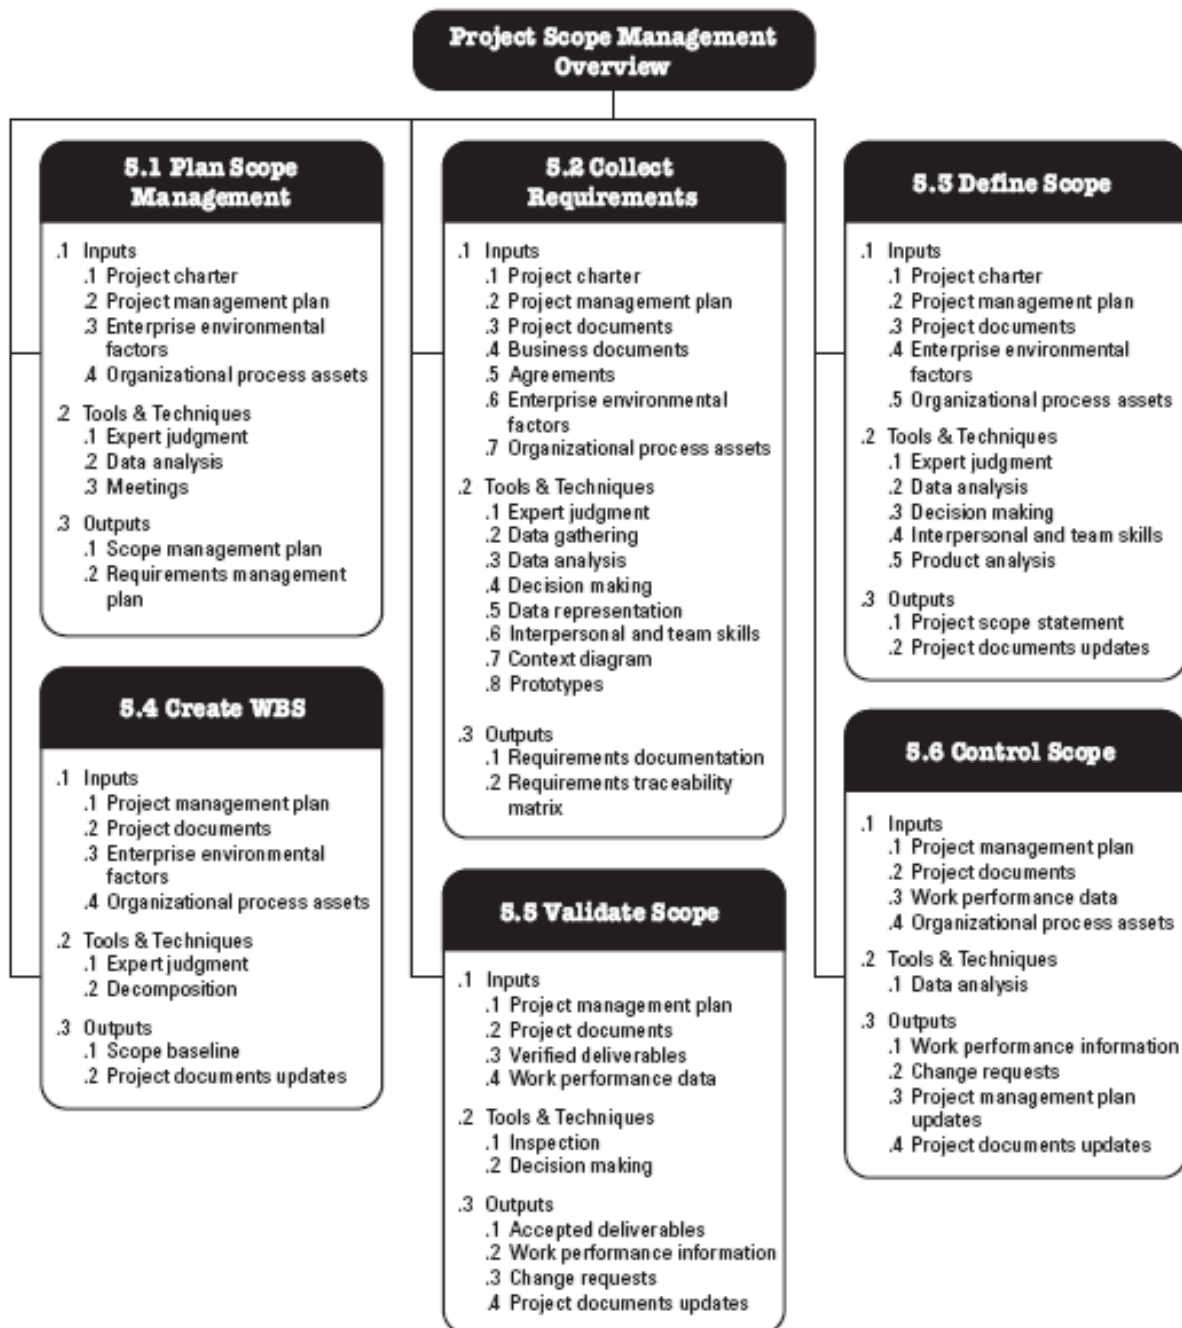 Project Scope Management
Overview
5.1 Plan Scope
Management
.1 Inputs
.1 Project charter
.2 Project management plan
.3 Enterprise environmental
factors
.4 Organizational process assets
.2 Tools & Techniques
.1 Expert judgment
.2 Data analysis
.3 Meetings
.3 Outputs
.1 Scope management plan
.2 Requirements management
plan
5.2 Collect
Requirements
.1 Inputs
.1 Project charter
.2 Project management plan
.3 Project documents
.4 Business documents
.5 Agreements
.6 Enterprise environmental
factors
.7 Organizational process assets
.2 Tools & Techniques
.1 Expert judgment
.2 Data gathering
.3 Data analysis
.4 Decision making
.5 Data representation
.6 Interpersonal and team skills
.7 Context diagram
.8 Prototypes
.3 Outputs
.1 Requirements documentation
.2 Requirements traceability
matrix
5.3 Define Scope
.1 Inputs
.1 Project charter
.2 Project management plan
.3 Project documents
.4 Enterprise environmental
factors
.5 Organizational process assets
.2 Tools & Techniques
.1 Expert judgment
.2 Data analysis
.3 Decision making
.4 Interpersonal and team skills
.5 Product analysis
.3 Outputs
.1 Project scope statement
.2 Project documents updates
5.4 Create WBS
.1 Inputs
.1 Project management plan
.2 Project documents
.3 Enterprise environmental
factors
.4 Organizational process assets
.2 Tools & Techniques
.1 Expert judgment
.2 Decomposition
.3 Outputs
.1 Scope baseline
.2 Project documents updates
5.5 Validate Scope
.1 Inputs
.1 Project management plan
.2 Project documents
.3 Verified deliverables
.4 Work performance data
.2 Tools & Techniques
.1 Inspection
.2 Decision making
.3 Outputs
.1 Accepted deliverables
.2 Work performance information
.3 Change requests
.4 Project documents updates
5.6 Control Scope
.1 Inputs
.1 Project management plan
.2 Project documents
.3 Work performance data
.4 Organizational process assets
.2 Tools & Techniques
.1 Data analysis
.3 Outputs
.1 Work performance information
.2 Change requests
.3 Project management plan
updates
.4 Project documents updates